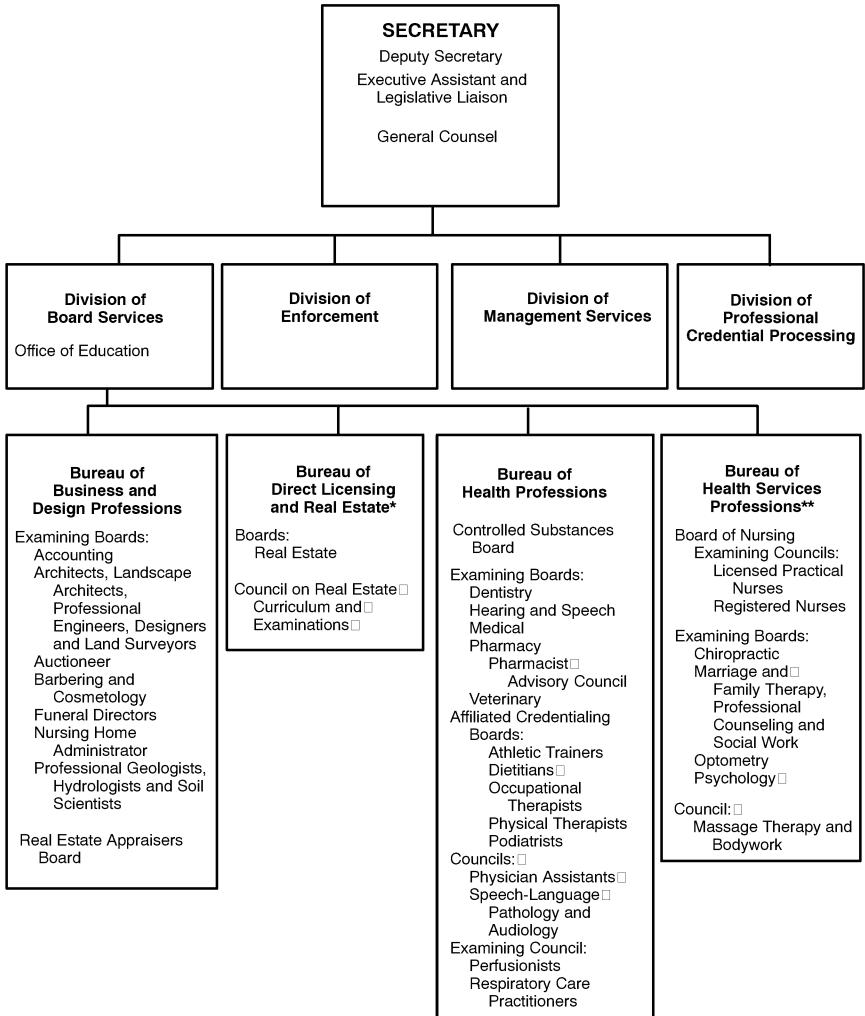 SECRETARY
Deputy Secretary
Executive Assistant and
Legislative Liaison
General Counsel
Division of
Board Services
Office of Education
Division of
Enforcement
Division of
Management Services
Division of
Professional
Credential Processing
Bureau of
Business and
Design Professions
Examining Boards:
Accounting
Architects, Landscape
Architects,
Professional
Engineers, Designers
and Land Surveyors
Auctioneer
Barbering and
Cosmetology
Funeral Directors
Nursing Home
Administrator
Professional Geologists,
Hydrologists and Soil
Scientists
Real Estate Appraisers
Board
Bureau of
Direct Licensing
and Real Estate*
Boards:
Real Estate
Council on Real Estate□
Curriculum and□
Examinations□
Bureau of
Health Professions
Controlled Substances
Board
Examining Boards:
Dentistry
Hearing and Speech
Medical
Pharmacy
Pharmacist□
Advisory Council
Veterinary
Affiliated Credentialing
Boards:
Athletic Trainers
Dietitians□
Occupational
Therapists
Physical Therapists
Podiatrists
Councils:□
Physician Assistants□
Speech-Language□
Pathology and
Audiology
Examining Council:
Perfusionists
Respiratory Care
Practitioners
Bureau of
Health Services
Professions**
Board of Nursing
Examining Councils:
Licensed Practical
Nurses
Registered Nurses
Examining Boards:
Chiropractic
Marriage and□
Family Therapy,
Professional
Counseling and
Social Work
Optometry
Psychology□
Council:□
Massage Therapy and
Bodywork